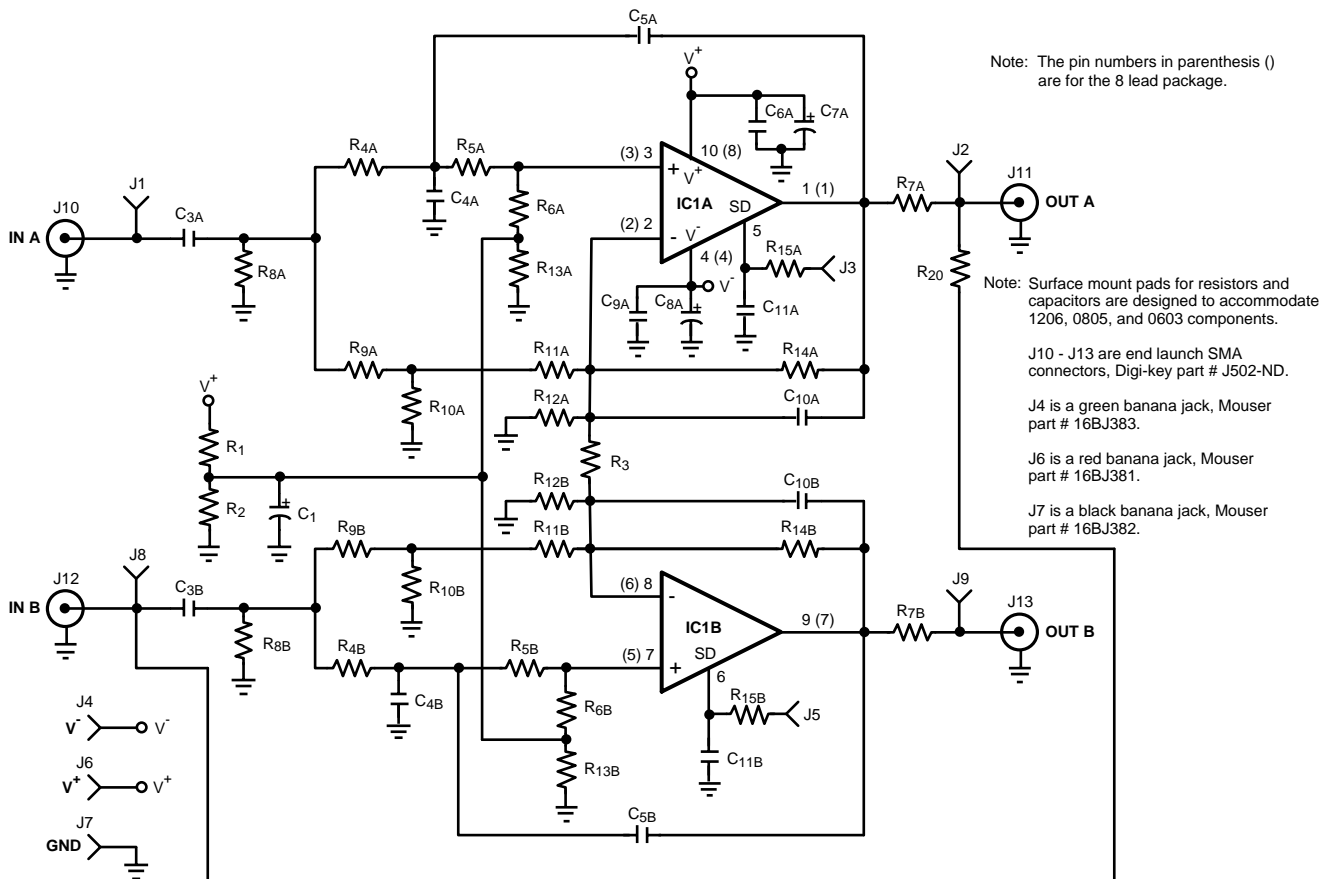 C5A
V+
Note: The pin numbers in parenthesis ()
are for the 8 lead package.
C6A
C7A
R4A
R5A
J1
J2
J10
J11
C3A
C4A
R6A
(3) 3
+
V+
10 (8)
IC1A
SD
1 (1)
R7A
IN A
OUT A
(2) 2
-
V-
5
4 (4)
R8A
R13A
R15A
J3
R20
V-
C9A
C8A
C11A
Note: Surface mount pads for resistors and
capacitors are designed to accommodate
1206, 0805, and 0603 components.
J10 - J13 are end launch SMA
connectors, Digi-key part # J502-ND.
J4 is a green banana jack, Mouser
part # 16BJ383.
J6 is a red banana jack, Mouser
part # 16BJ381.
J7 is a black banana jack, Mouser
part # 16BJ382.
R9A
R11A
R14A
V+
R10A
R12A
C10A
R1
R3
R2
C1
R12B
C10B
R9B
R11B
R14B
J8
J12
C3B
R10B
(6) 8
-
J9
J13
IN B
IC1B
9 (7)
R7B
OUT B
R8B
R4B
R5B
(5) 7
+
SD
6
C4B
R6B
R15B
J5
J4
V-
V-
C11B
R13B
J6
V+
V+
C5B
J7
GND